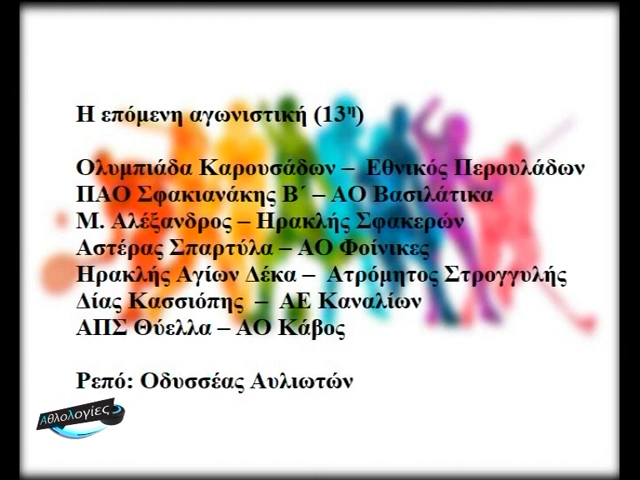 Η επόμενη αγωνιστική (13η)
Ολυμπιάδα Καρουσάδων – Εθνικός Περουλάδων
ΠΑΟ Σφακιανάκης Β΄ – ΑΟ Βασιλάτικα
Μ. Αλέξανδρος – Ηρακλής Σφακερών
Αστέρας Σπαρτύλα – ΑΟ Φοίνικες
Ηρακλής Αγίων Δέκα – Ατρόμητος Στρογγυλής
Δίας Κασσιόπης – ΑΕ Καναλίων
ΑΠΣ Θύελλα – ΑΟ Κάβος
Ρεπό: Οδυσσέας Αυλιωτών
Αθλολογίες